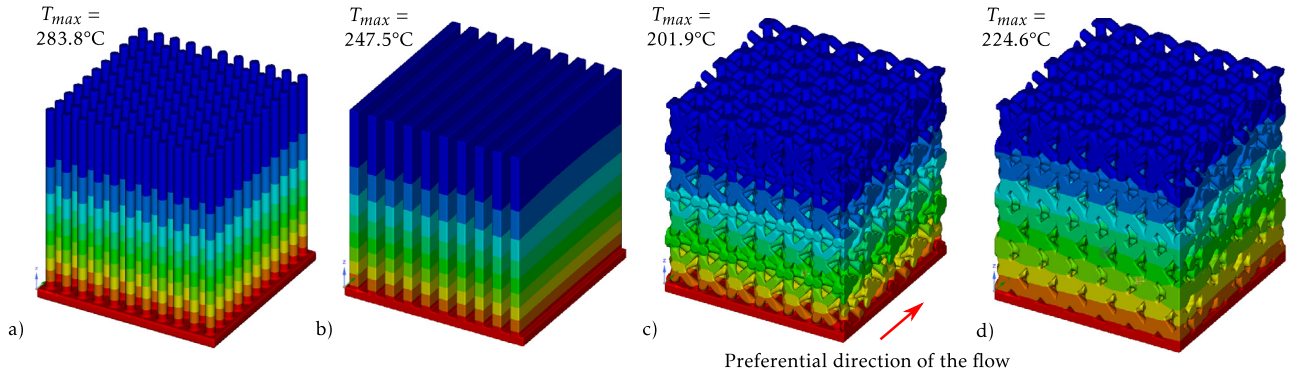 T_max =
283.8°C
T_max =
247.5°C
T_max =
201.9°C
T_max =
224.6°C
z
z
z
z
a)
b)
c)
d)
Preferential direction of the flow